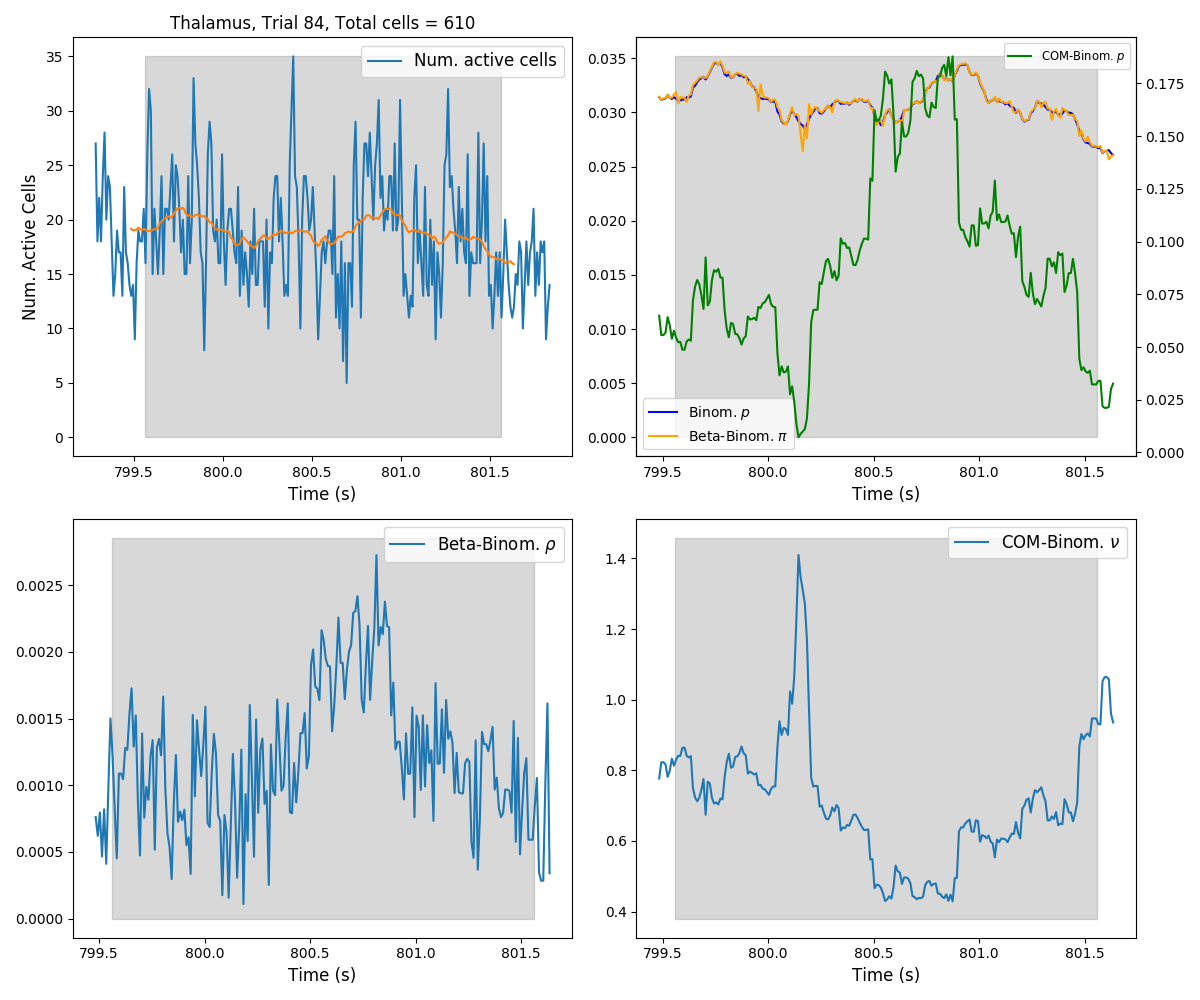 Thalamus, Trial 84, Total cells = 610
Num. active cells
Num. Active Cells
35
30
25
20
15
10
5
0
799.5 800.0 800.5 801.0 801.5
Time (s)
COM-Binom. p
Binom. p
Beta-Binom. π
0.035
0.030
0.025
0.020
0.015
0.010
0.005
0.000
0.175
0.150
0.125
0.100
0.075
0.050
0.025
0.000
799.5 800.0 800.5 801.0 801.5
Time (s)
Beta-Binom. ρ
0.0025
0.0020
0.0015
0.0010
0.0005
0.0000
799.5 800.0 800.5 801.0 801.5
Time (s)
COM-Binom. ν
1.4
1.2
1.0
0.8
0.6
0.4
799.5 800.0 800.5 801.0 801.5
Time (s)